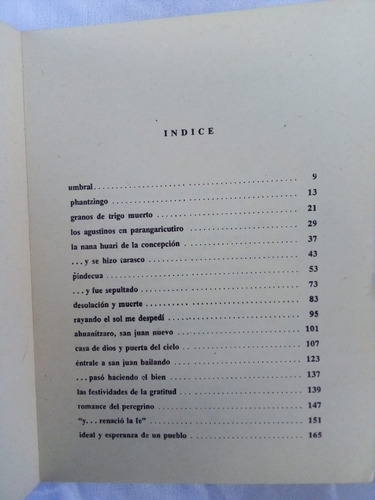 INDICE
umbral. 9
phantzingo 13
granos de trigo muerto 21
los agustinos en parangaricutiro 29
la nana huari de la concepción 37
. . . y se hizo tarasco 43
pindecua 53
. . . y fue sepultado 73
desolación y muerte 83
rayando el sol me despedí 95
ahuanitzaro, san juan nuevo 101
casa de dios y puerta del cielo 107
éntrale a san juan bailando 123
. . . pasó haciendo el bien 137
las festividades de la gratitud 139
romance del peregrino 147
"y... renació la fe" 151
ideal y esperanza de un pueblo 165